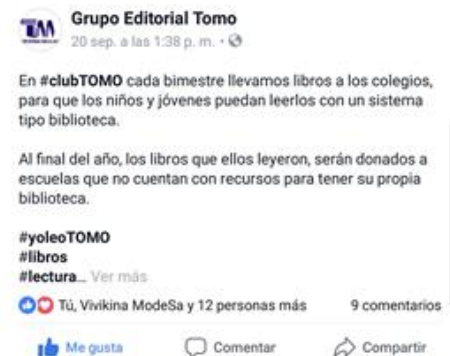 TM
Grupo Editorial Tomo
20 sep. a las 1:38 p. m. ·
En #clubTOMO cada bimestre llevamos libros a los colegios,
para que los niños y jóvenes puedan leerlos con un sistema
tipo biblioteca.
Al final del año, los libros que ellos leyeron, serán donados a
escuelas que no cuentan con recursos para tener su propia
biblioteca.
#yoleoTOMO
#libros
#lectura... Ver más
Tú, Vivikina ModeSa y 12 personas más 9 comentarios
Me gusta Comentar Compartir